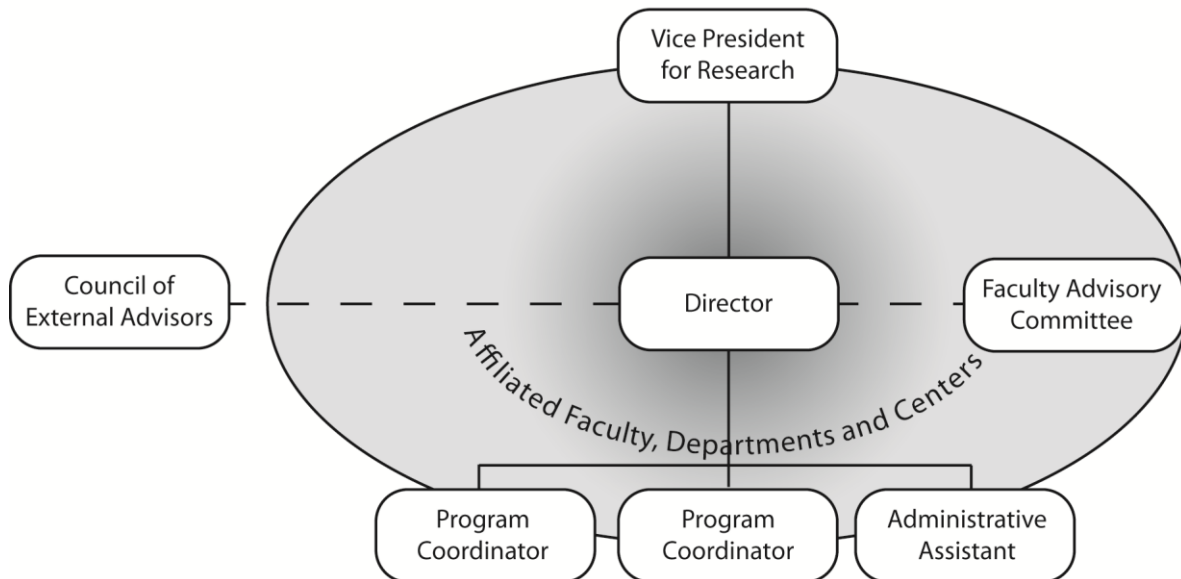 Vice President
for Research
Council of
External Advisors
Director
Faculty Advisory
Committee
Affiliated Faculty, Departments and Centers
Program
Coordinator
Program
Coordinator
Administrative
Assistant